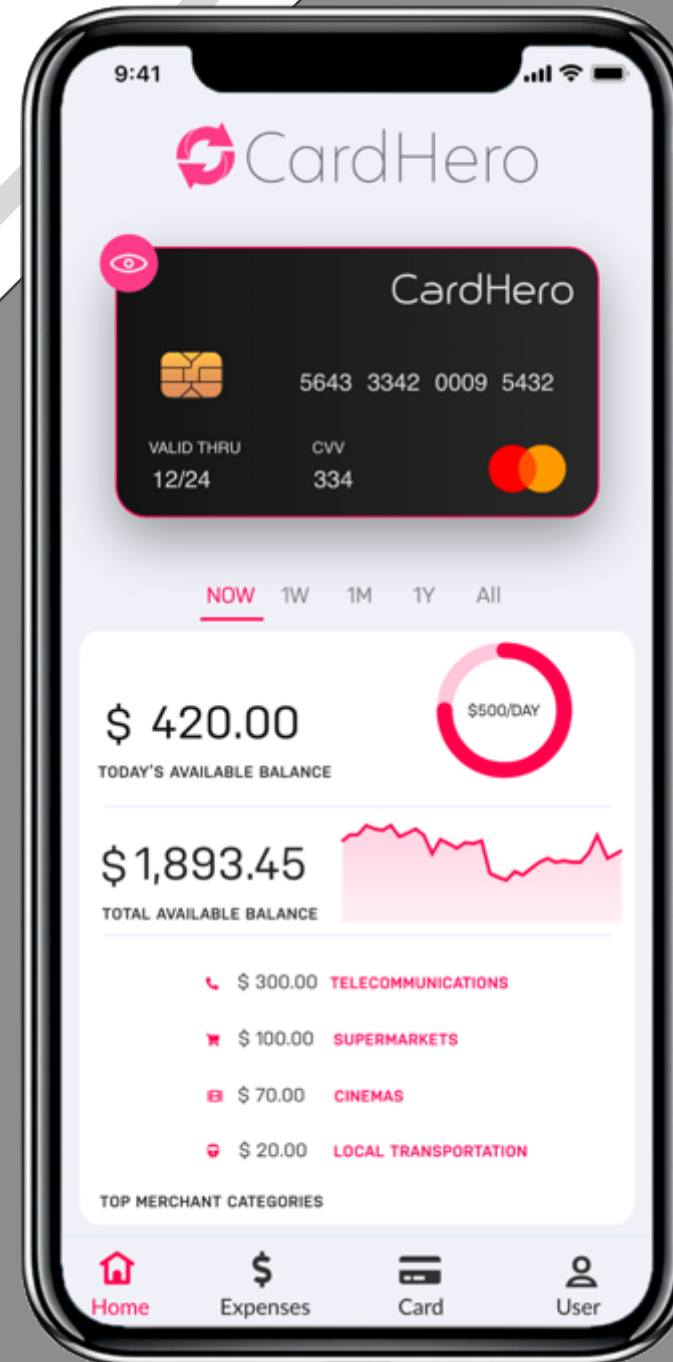 9:41
CardHero
CardHero
5643 3342 0009 5432
VALID THRU CVV
12/24 334
NOW 1W 1M 1Y All
$ 420.00
$500/DAY
TODAY'S AVAILABLE BALANCE
$1,893.45
TOTAL AVAILABLE BALANCE
$ 300.00 TELECOMMUNICATIONS
$ 100.00 SUPERMARKETS
$ 70.00 CINEMAS
$ 20.00 LOCAL TRANSPORTATION
TOP MERCHANT CATEGORIES
Home Expenses Card User